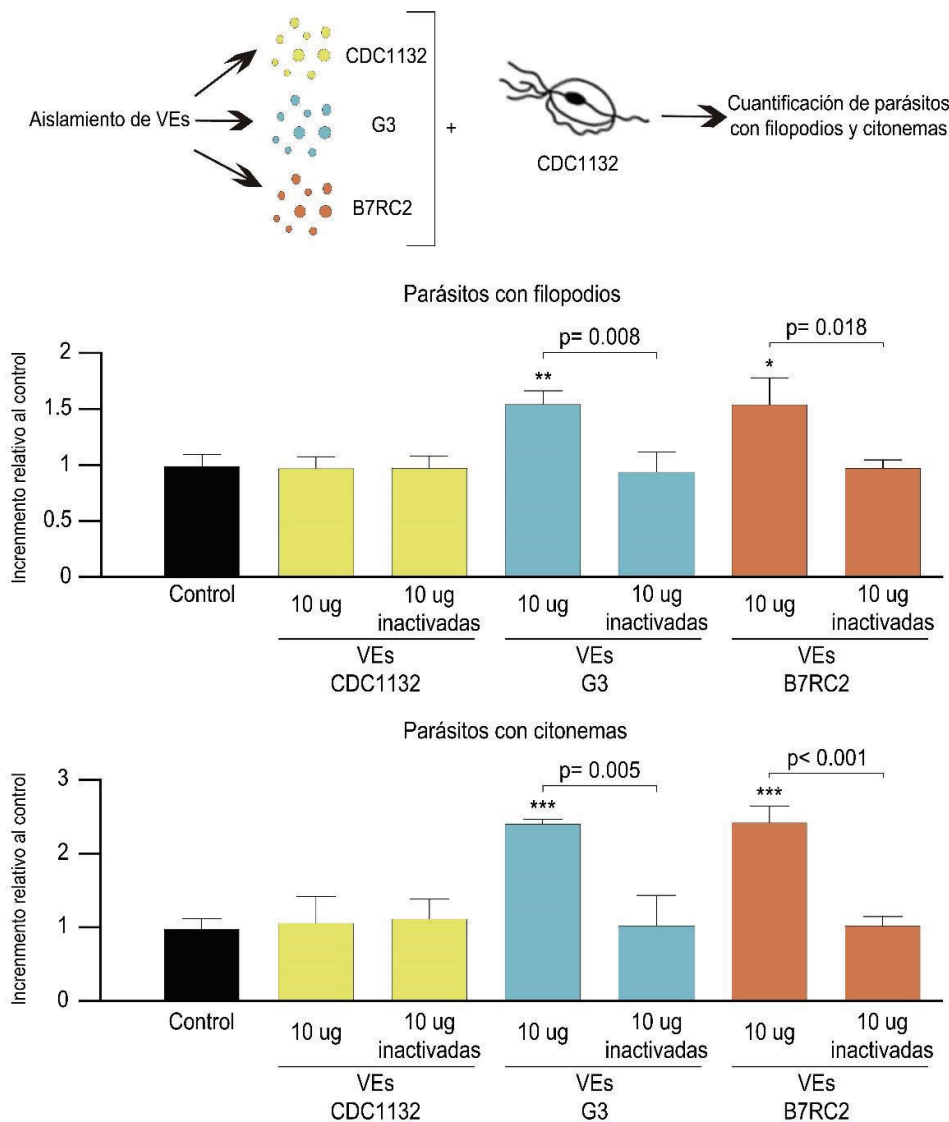 CDC1132
Aislamiento de VEs
G3
+
B7RC2
CDC1132
Cuantificación de parásitos
con filopodios y citonemas
Parásitos con filopodios
Increnmento relativo al control
2
1.5
1
0.5
0
**
p= 0.008
*
p= 0.018
Control
10 ug
10 ug
inactivadas
10 ug
10 ug
inactivadas
10 ug
10 ug
inactivadas
VEs
CDC1132
VEs
G3
VEs
B7RC2
Parásitos con citonemas
Increnmento relativo al control
3
2
1
0
***
p= 0.005
***
p< 0.001
Control
10 ug
10 ug
inactivadas
10 ug
10 ug
inactivadas
10 ug
10 ug
inactivadas
VEs
CDC1132
VEs
G3
VEs
B7RC2